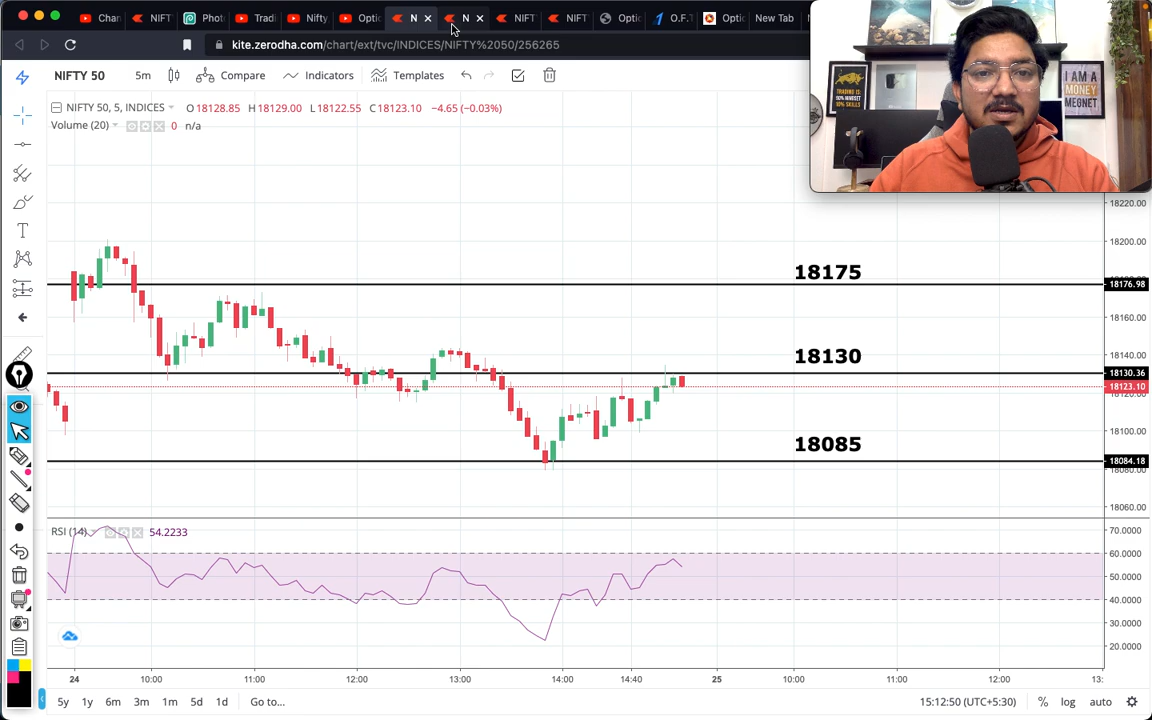 Chan NIFT Phot Tradi Nifty Optio N N NIFT NIFT Optio O.F.T Optio New Tab
kite.zerodha.com/chart/ext/tvc/INDICES/NIFTY%2050/256265
NIFTY 50 5m Compare Indicators Templates
NIFTY 50, 5, INDICES O 18128.85 H 18129.00 L 18122.55 C 18123.10 −4.65 (−0.03%)
Volume (20) 0 n/a
TRADING IS
10% SKILLS
I AM A
MONEY
MEGNET
18220.00
18200.00
18175
18176.98
18160.00
18130
18140.00
18130.36
18123.10
18120.00
18100.00
18085
18084.18
18080.00
18060.00
RSI (14) 54.2233
70.0000
60.0000
50.0000
40.0000
30.0000
20.0000
24 10:00 11:00 12:00 13:00 14:00 14:40 25 10:00 11:00 12:00 13:
5y 1y 6m 3m 1m 5d 1d Go to... 15:12:50 (UTC+5:30) % log auto